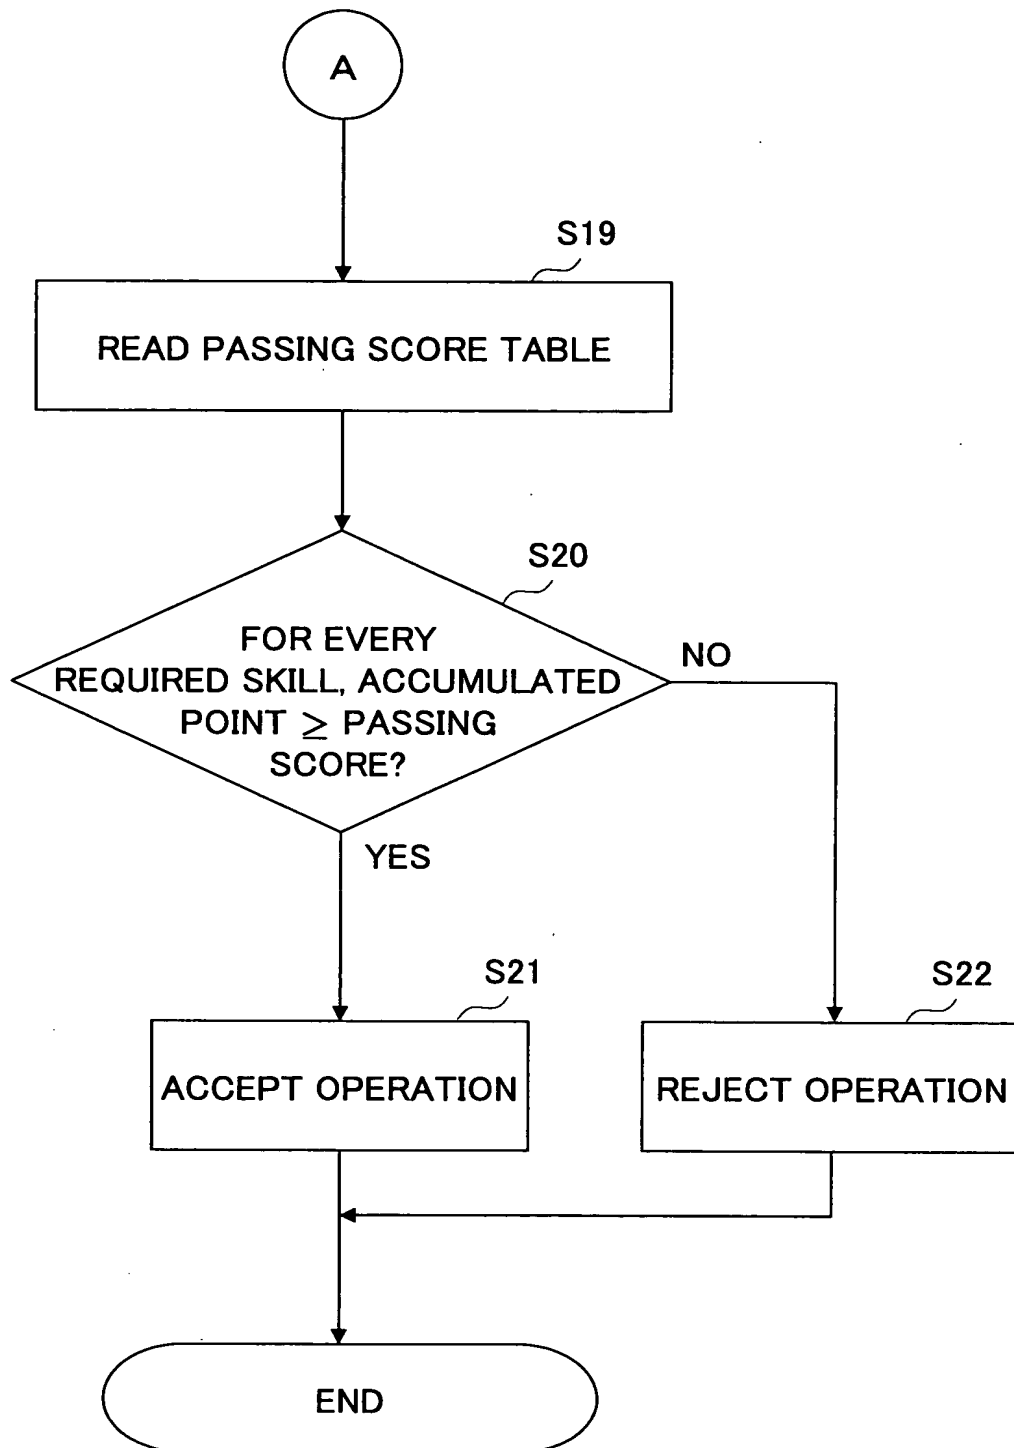 A
S19
READ PASSING SCORE TABLE
S20
FOR EVERY
REQUIRED SKILL, ACCUMULATED
POINT ≥ PASSING
SCORE?
NO
YES
S21
ACCEPT OPERATION
S22
REJECT OPERATION
END